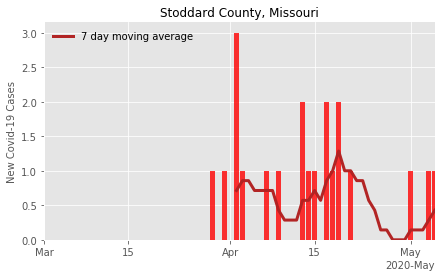 Stoddard County, Missouri
7 day moving average
New Covid-19 Cases
3.0
2.5
2.0
1.5
1.0
0.5
0.0
Mar 15 Apr 15 May
2020-May